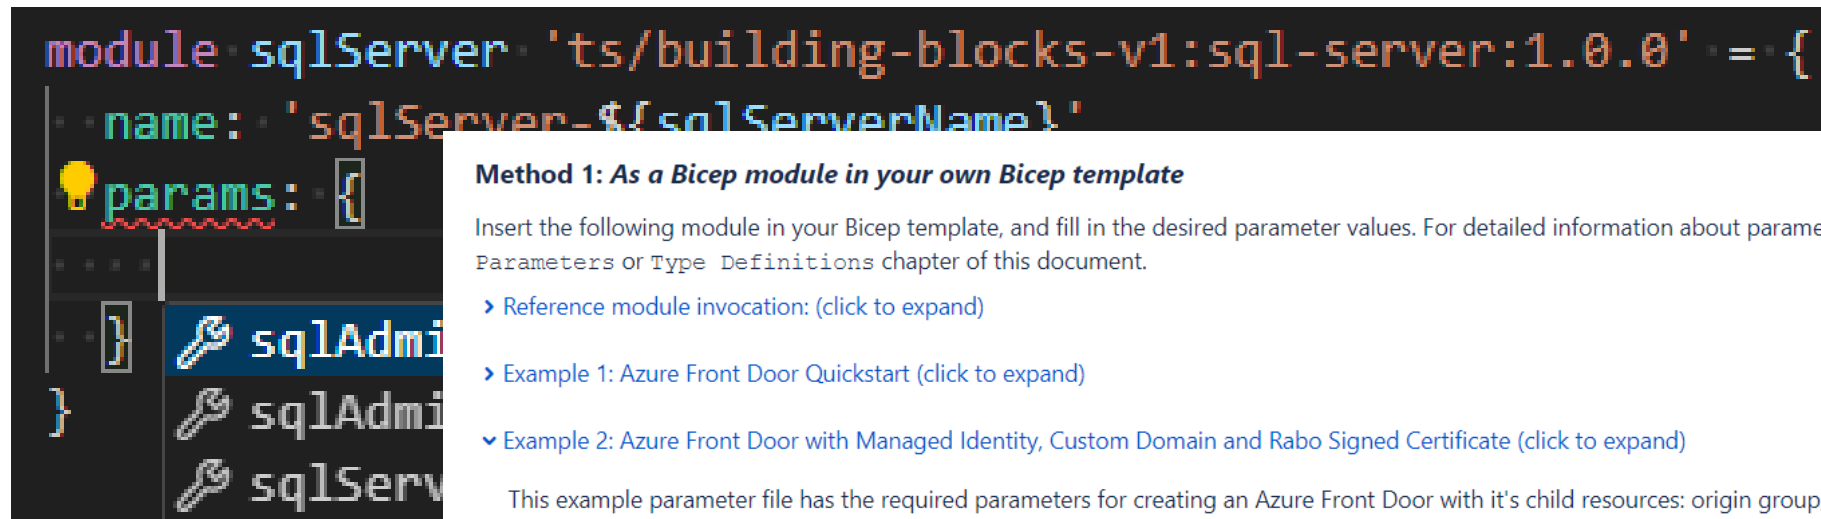 module sqlServer 'ts/building-blocks-v1:sql-server:1.0.0' = {
name: 'sqlServer-${sqlServerName}'
params: {
}
sqlAdmi
}
sqlAdmi
sqlServ
Method 1: As a Bicep module in your own Bicep template
Insert the following module in your Bicep template, and fill in the desired parameter values. For detailed information about parame
Parameters or Type Definitions chapter of this document.
Reference module invocation: (click to expand)
Example 1: Azure Front Door Quickstart (click to expand)
Example 2: Azure Front Door with Managed Identity, Custom Domain and Rabo Signed Certificate (click to expand)
This example parameter file has the required parameters for creating an Azure Front Door with it's child resources: origin group